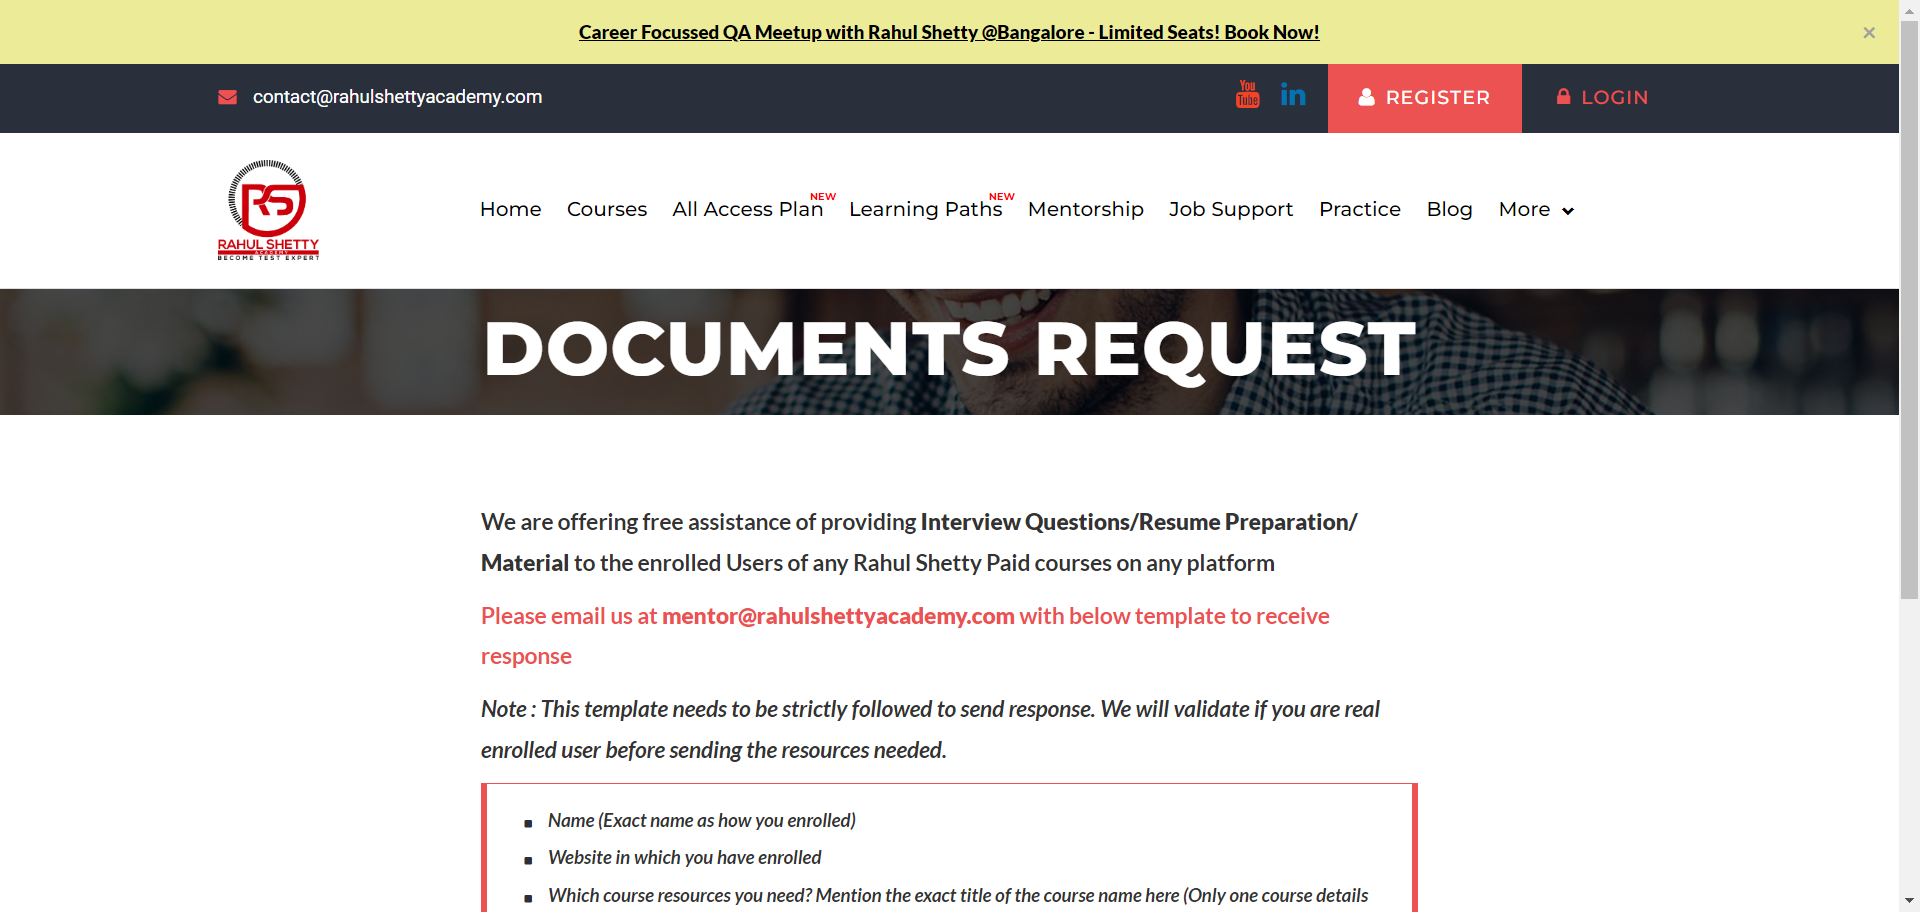 Career Focussed QA Meetup with Rahul Shetty @Bangalore - Limited Seats! Book Now!
×
contact@rahulshettyacademy.com
You
Tube
in
REGISTER
LOGIN
RS
RAHUL SHETTY
ACADEMY
BECOME TEST EXPERT
Home Courses All Access Plan NEW Learning Paths NEW Mentorship Job Support Practice Blog More
DOCUMENTS REQUEST
We are offering free assistance of providing Interview Questions/Resume Preparation/
Material to the enrolled Users of any Rahul Shetty Paid courses on any platform
Please email us at mentor@rahulshettyacademy.com with below template to receive
response
Note : This template needs to be strictly followed to send response. We will validate if you are real
enrolled user before sending the resources needed.
Name (Exact name as how you enrolled)
Website in which you have enrolled
Which course resources you need? Mention the exact title of the course name here (Only one course details